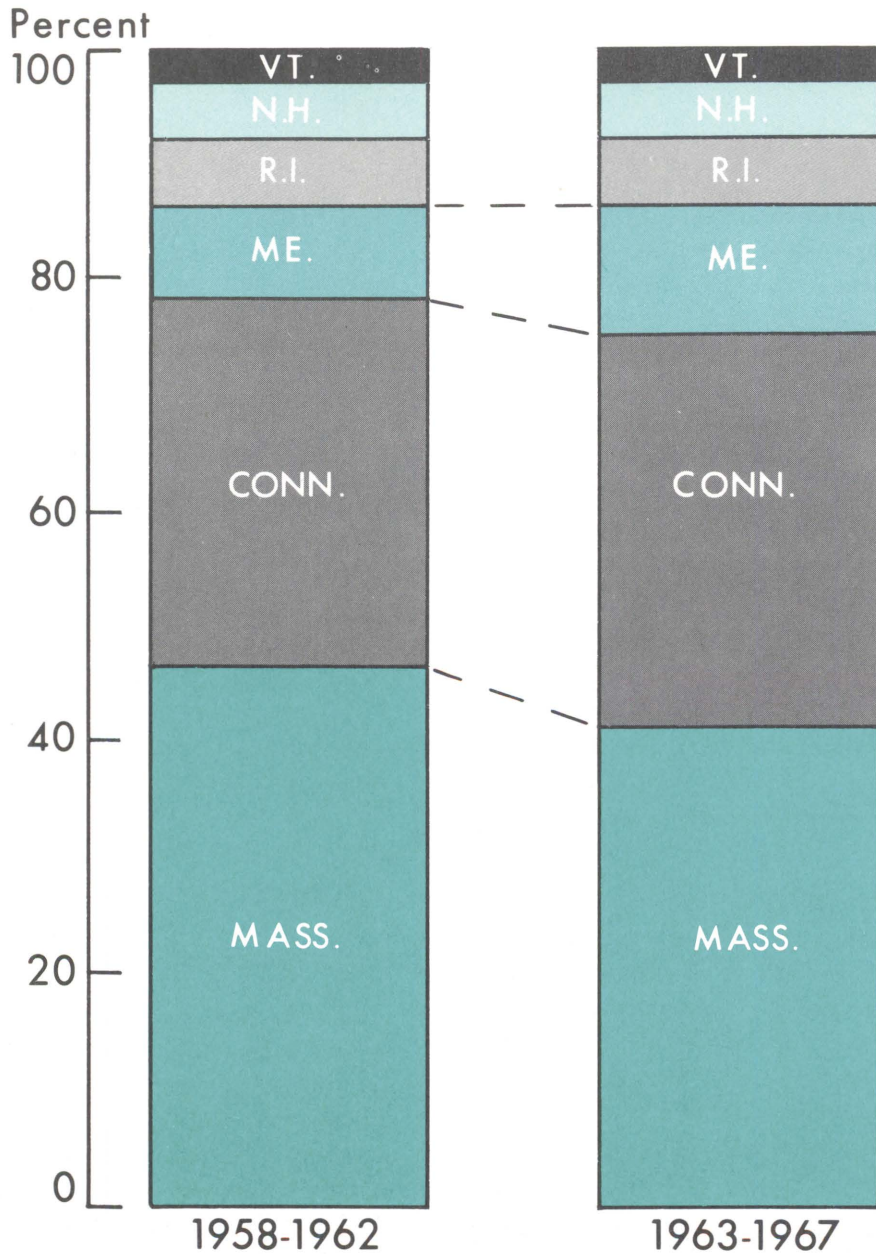 Percent
100
80
60
40
20
0
VT.
N.H.
R.I.
ME.
CONN.
MASS.
1958-1962
VT.
N.H.
R.I.
ME.
CONN.
MASS.
1963-1967